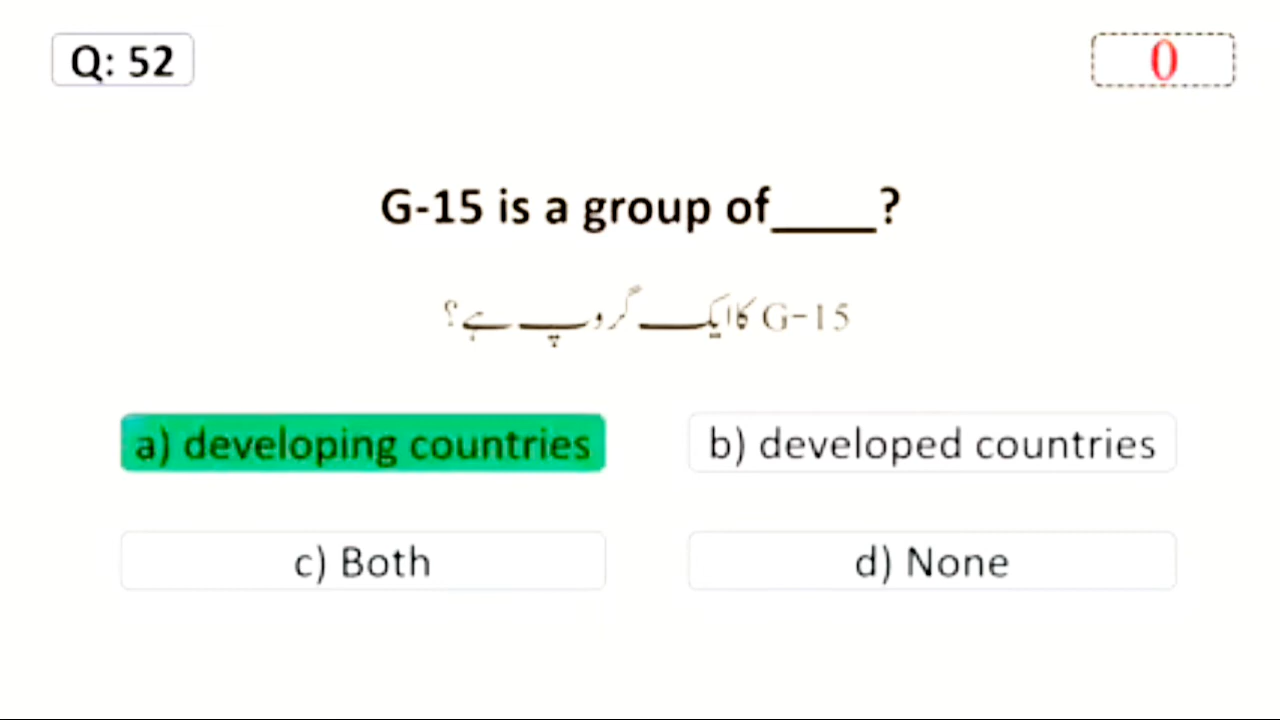 Q: 52
0
G-15 is a group of____?
G-15 کا ایک گروپ ہے؟
a) developing countries
b) developed countries
c) Both
d) None